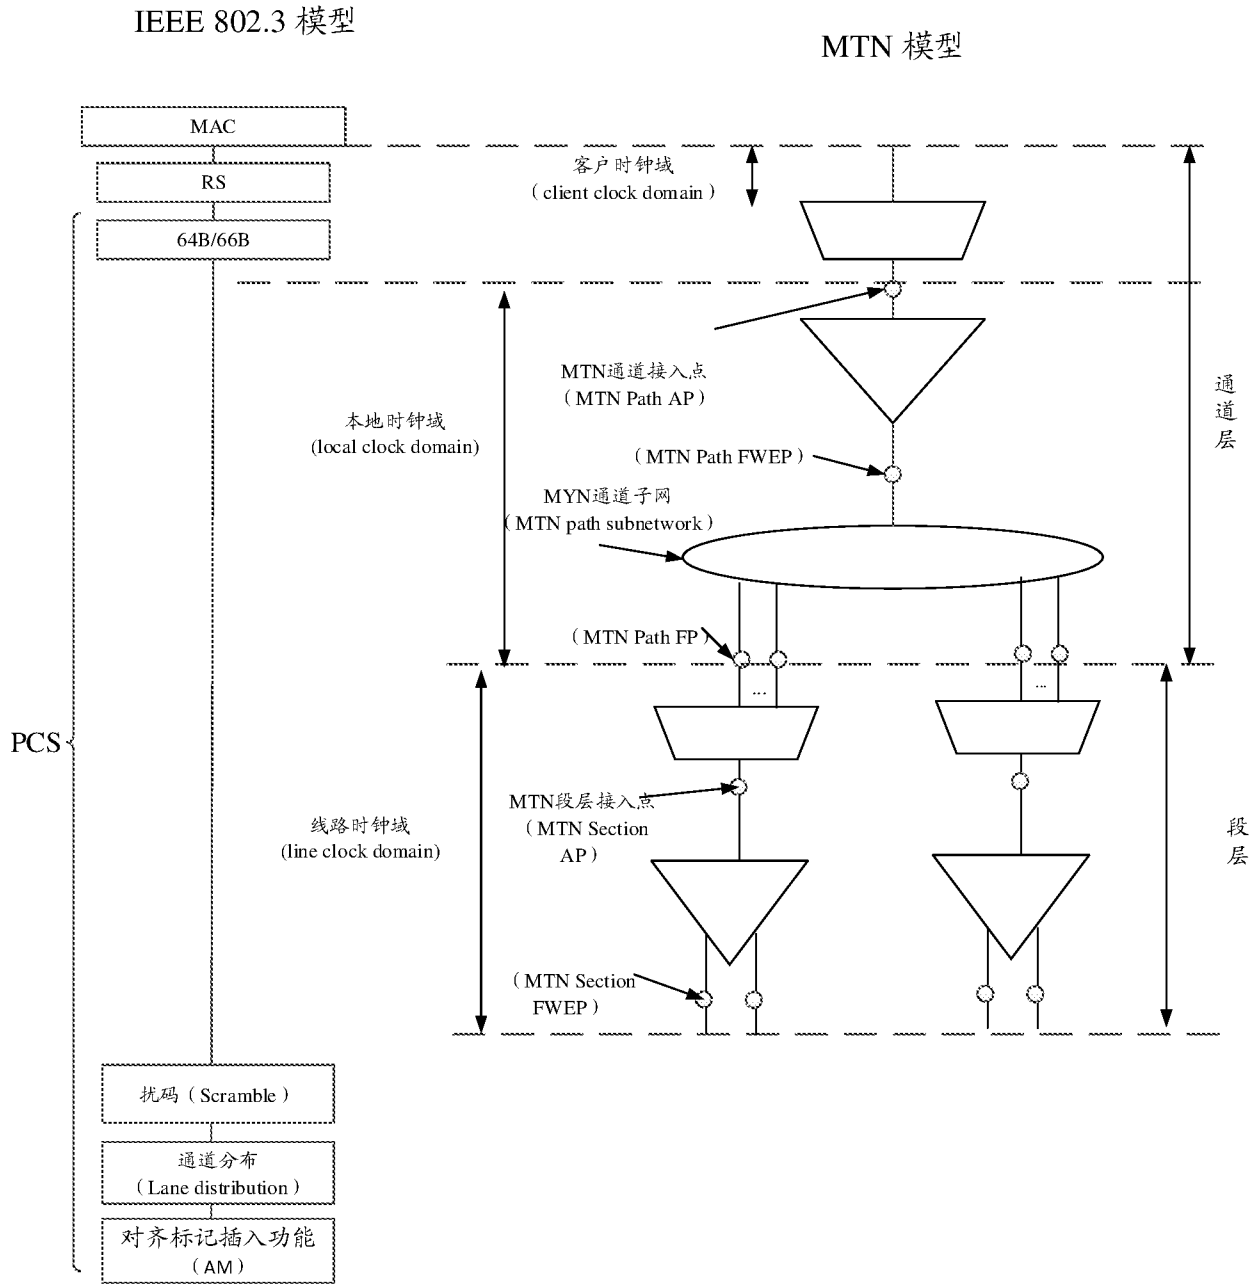 IEEE 802.3 模型
MTN 模型
MAC
RS
64B/66B
PCS
扰码（Scramble）
通道分布
（Lane distribution）
对齐标记插入功能
（AM）
客户时钟域
（client clock domain）
本地时钟域
(local clock domain)
线路时钟域
(line clock domain)
MTN通道接入点
（MTN Path AP）
（MTN Path FWEP）
MYN通道子网
（MTN path subnetwork）
（MTN Path FP）
...
...
MTN段层接入点
（MTN Section
AP）
（MTN Section
FWEP）
通
道
层
段
层